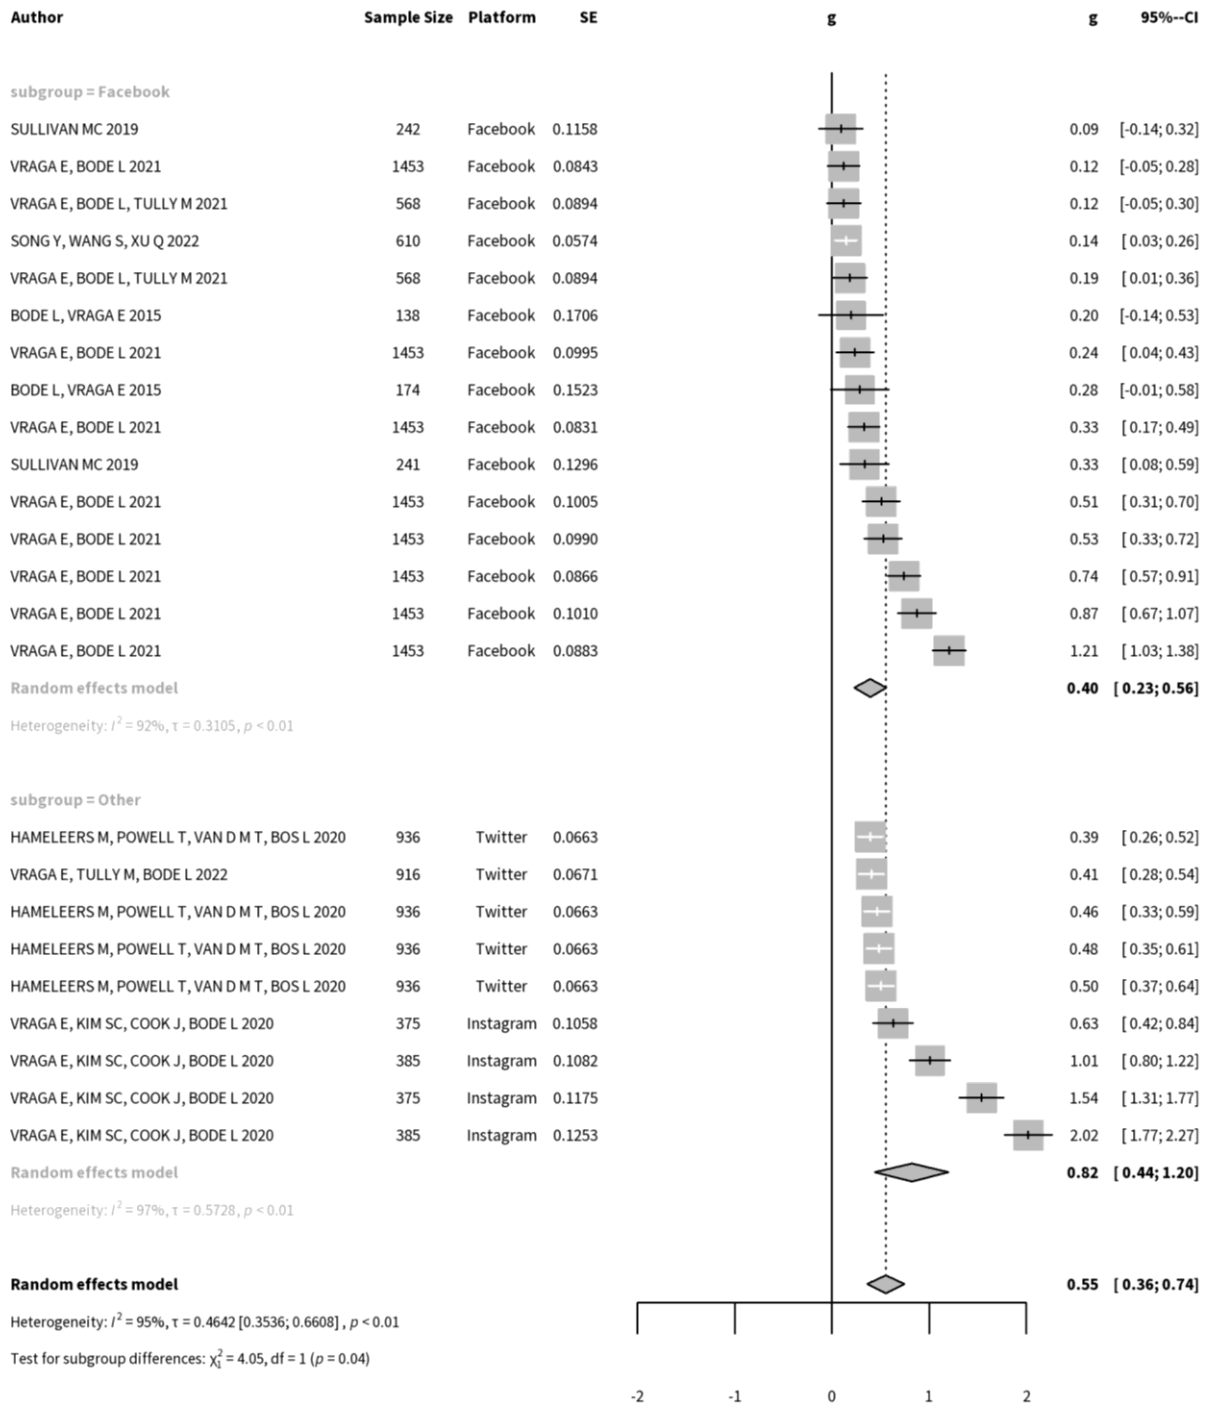 Author Sample Size Platform SE g g 95%--CI
subgroup = Facebook
SULLIVAN MC 2019 242 Facebook 0.1158 0.09 [-0.14; 0.32]
VRAGA E, BODE L 2021 1453 Facebook 0.0843 0.12 [-0.05; 0.28]
VRAGA E, BODE L, TULLY M 2021 568 Facebook 0.0894 0.12 [-0.05; 0.30]
SONG Y, WANG S, XU Q 2022 610 Facebook 0.0574 0.14 [ 0.03; 0.26]
VRAGA E, BODE L, TULLY M 2021 568 Facebook 0.0894 0.19 [ 0.01; 0.36]
BODE L, VRAGA E 2015 138 Facebook 0.1706 0.20 [-0.14; 0.53]
VRAGA E, BODE L 2021 1453 Facebook 0.0995 0.24 [ 0.04; 0.43]
BODE L, VRAGA E 2015 174 Facebook 0.1523 0.28 [-0.01; 0.58]
VRAGA E, BODE L 2021 1453 Facebook 0.0831 0.33 [ 0.17; 0.49]
SULLIVAN MC 2019 241 Facebook 0.1296 0.33 [ 0.08; 0.59]
VRAGA E, BODE L 2021 1453 Facebook 0.1005 0.51 [ 0.31; 0.70]
VRAGA E, BODE L 2021 1453 Facebook 0.0990 0.53 [ 0.33; 0.72]
VRAGA E, BODE L 2021 1453 Facebook 0.0866 0.74 [ 0.57; 0.91]
VRAGA E, BODE L 2021 1453 Facebook 0.1010 0.87 [ 0.67; 1.07]
VRAGA E, BODE L 2021 1453 Facebook 0.0883 1.21 [ 1.03; 1.38]
Random effects model 0.40 [ 0.23; 0.56]
Heterogeneity: I² = 92%, τ = 0.3105, p < 0.01
subgroup = Other
HAMELEERS M, POWELL T, VAN D M T, BOS L 2020 936 Twitter 0.0663 0.39 [ 0.26; 0.52]
VRAGA E, TULLY M, BODE L 2022 916 Twitter 0.0671 0.41 [ 0.28; 0.54]
HAMELEERS M, POWELL T, VAN D M T, BOS L 2020 936 Twitter 0.0663 0.46 [ 0.33; 0.59]
HAMELEERS M, POWELL T, VAN D M T, BOS L 2020 936 Twitter 0.0663 0.48 [ 0.35; 0.61]
HAMELEERS M, POWELL T, VAN D M T, BOS L 2020 936 Twitter 0.0663 0.50 [ 0.37; 0.64]
VRAGA E, KIM SC, COOK J, BODE L 2020 375 Instagram 0.1058 0.63 [ 0.42; 0.84]
VRAGA E, KIM SC, COOK J, BODE L 2020 385 Instagram 0.1082 1.01 [ 0.80; 1.22]
VRAGA E, KIM SC, COOK J, BODE L 2020 375 Instagram 0.1175 1.54 [ 1.31; 1.77]
VRAGA E, KIM SC, COOK J, BODE L 2020 385 Instagram 0.1253 2.02 [ 1.77; 2.27]
Random effects model 0.82 [ 0.44; 1.20]
Heterogeneity: I² = 97%, τ = 0.5728, p < 0.01
Random effects model 0.55 [ 0.36; 0.74]
Heterogeneity: I² = 95%, τ = 0.4642 [0.3536; 0.6608] , p < 0.01
Test for subgroup differences: χ²₁ = 4.05, df = 1 (p = 0.04)
-2 -1 0 1 2